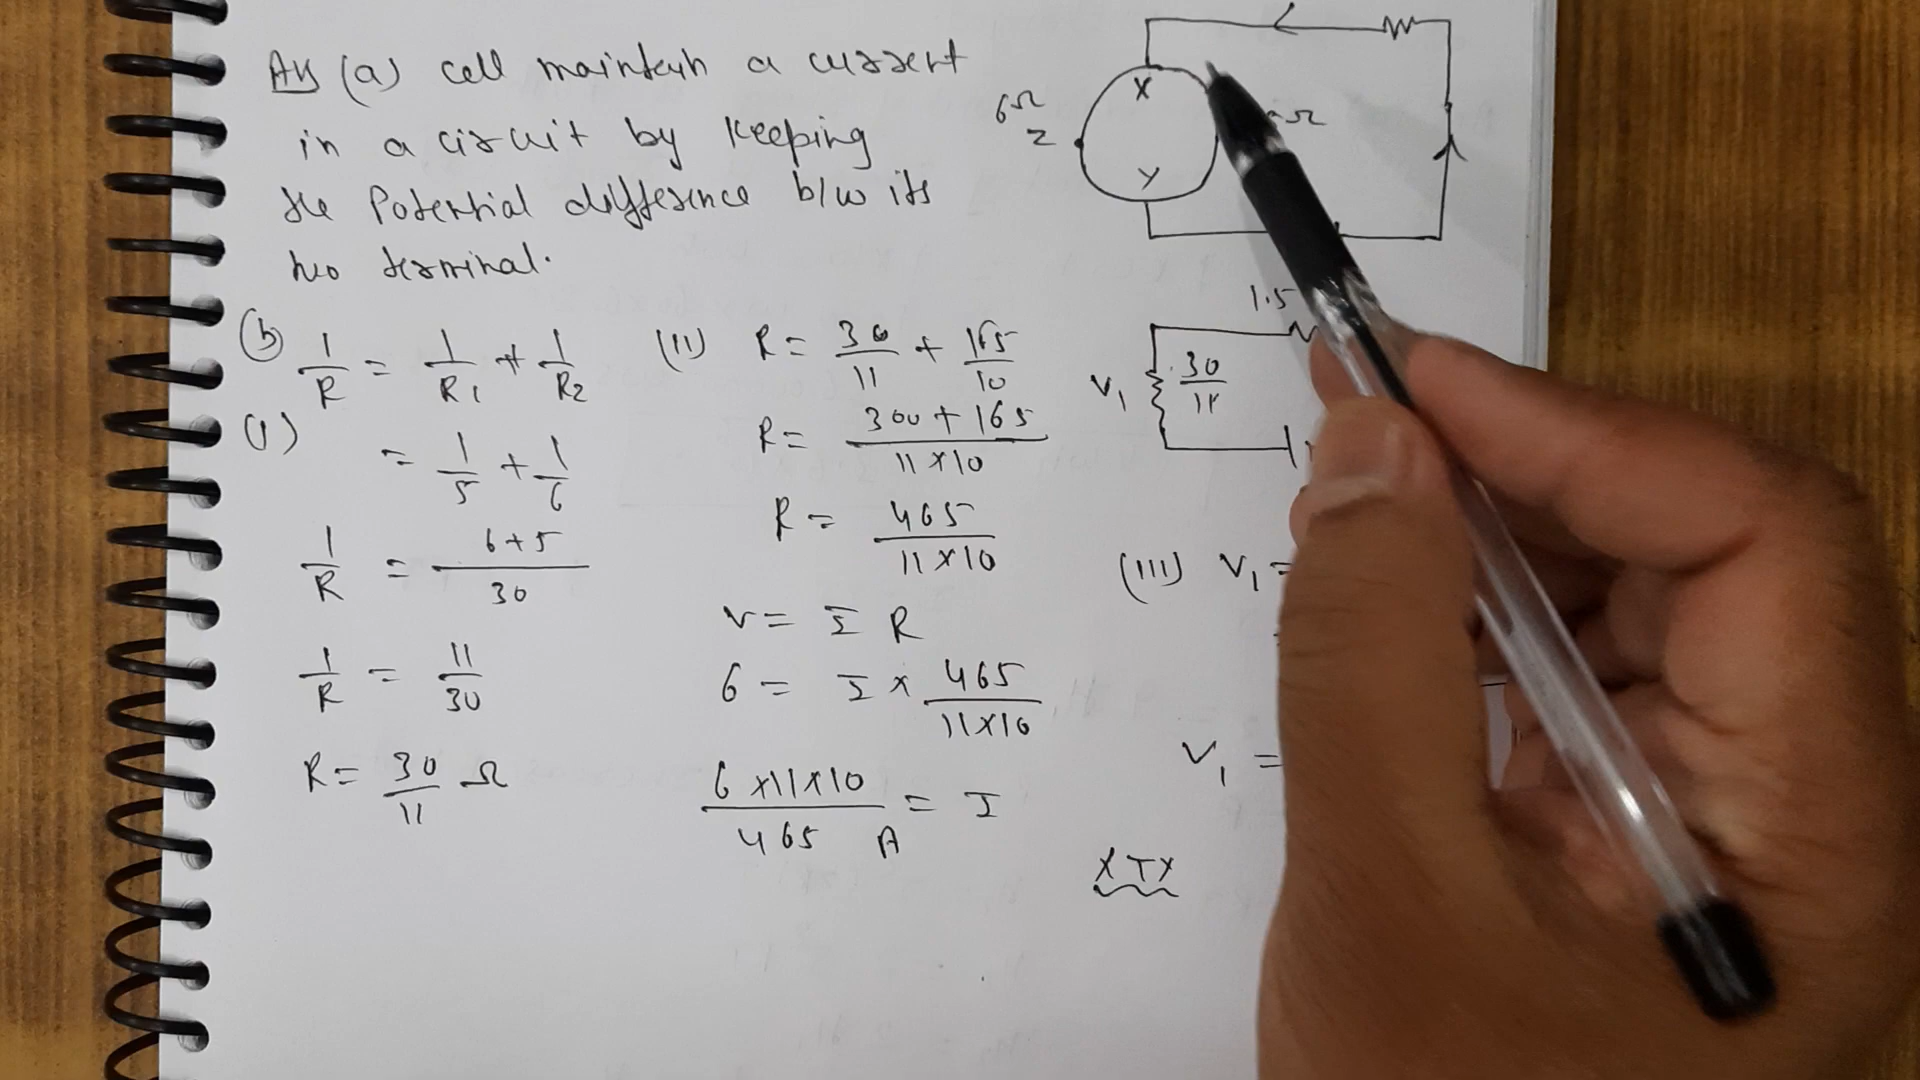 Ans (a) cell maintain a current
in a circuit by keeping
the Potential difference b/w its
two terminal.
(b) 1/R = 1/R1 + 1/R2
(1)
= 1/5 + 1/6
1/R = 6+5/30
1/R = 11/30
R = 30/11 Ω
(11) R = 30/11 + 165/10
R = 300 + 165/11×10
R = 465/11×10
V = I R
6 = I × 465/11×10
6×11×10/465 A = I
6Ω
Z
X
Y
Ω
1.5
V1 30/11
(111) V1 =
V1 =
XTX